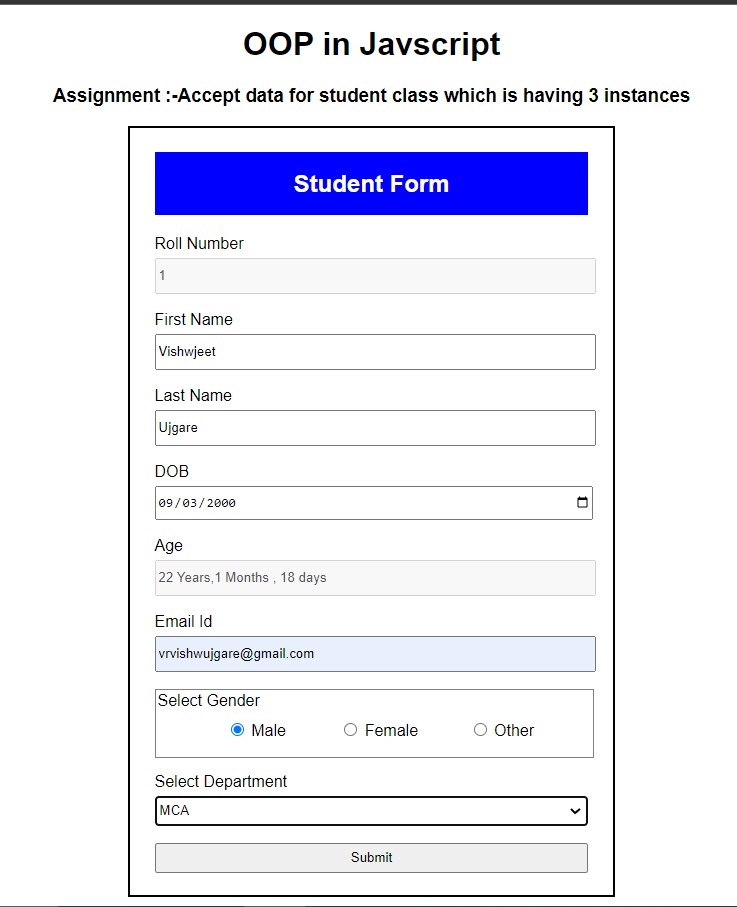 OOP in Javscript
Assignment :-Accept data for student class which is having 3 instances
Student Form
Roll Number
1
First Name
Vishwjeet
Last Name
Ujgare
DOB
09/03/2000
Age
22 Years,1 Months , 18 days
Email Id
vrvishwujgare@gmail.com
Select Gender
Male Female Other
Select Department
MCA
Submit